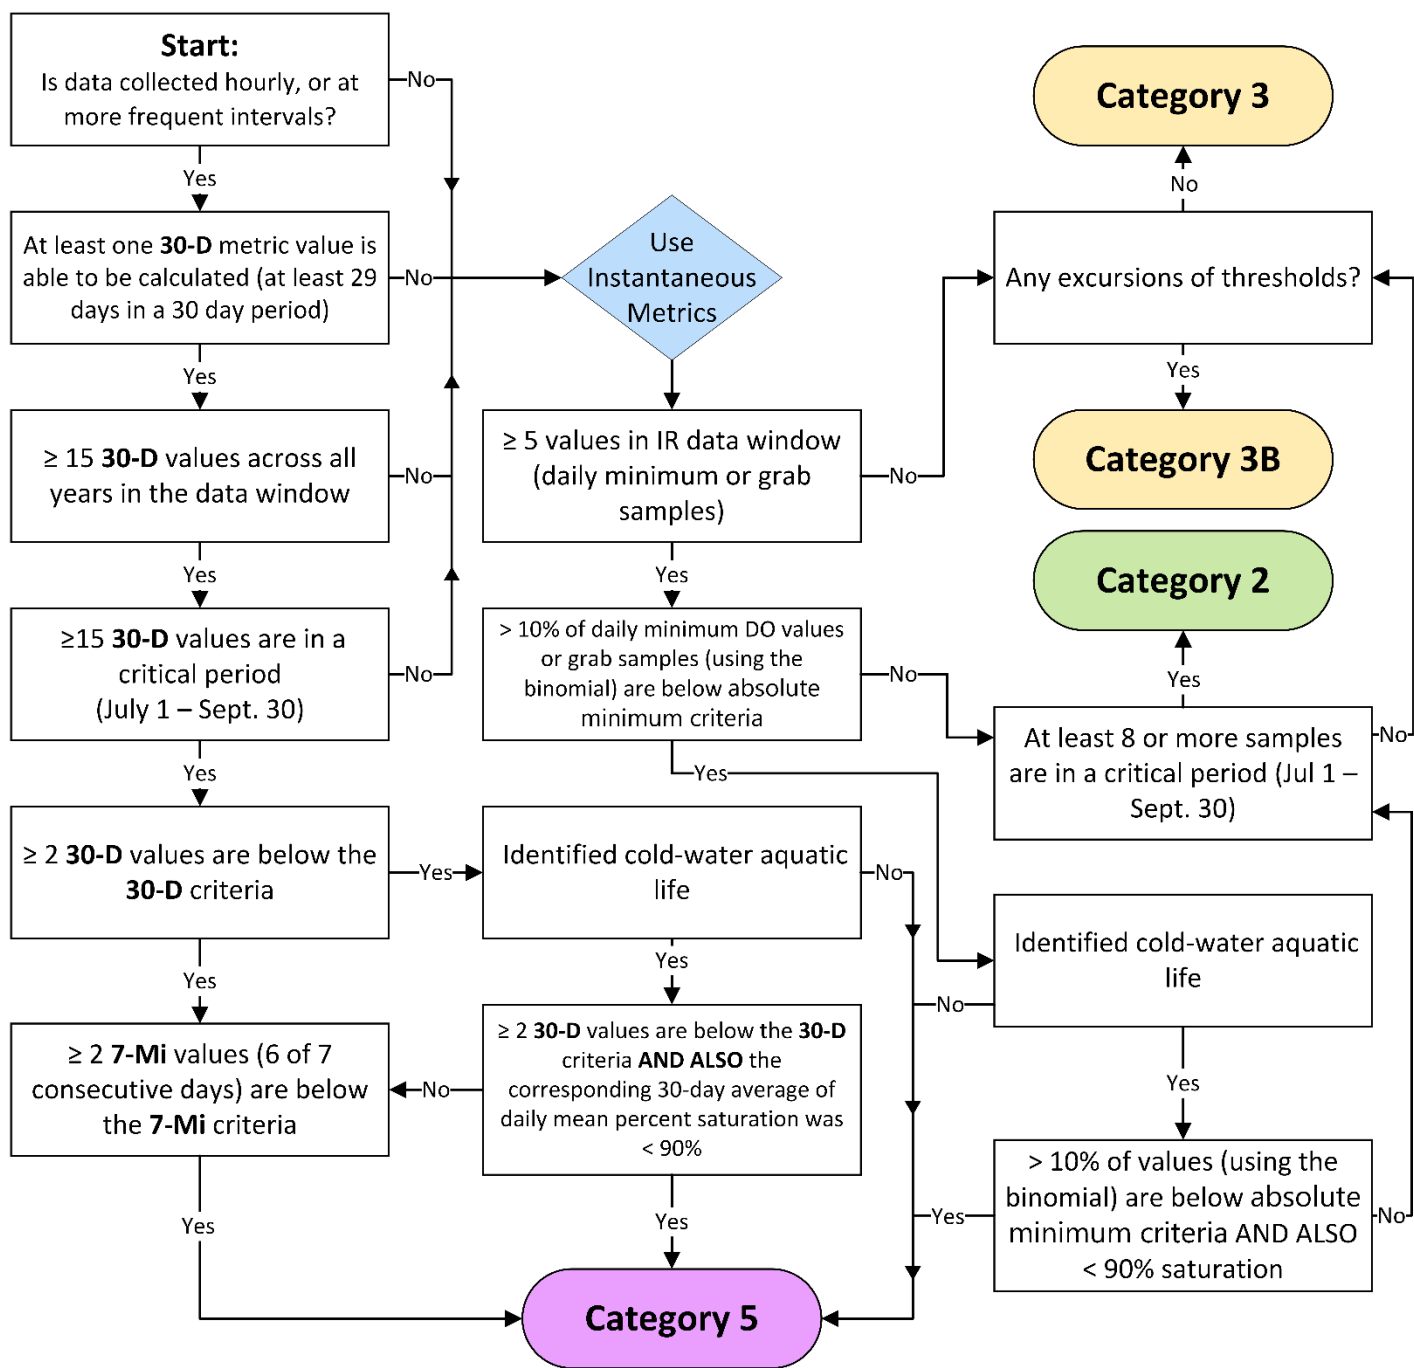 Start:
Is data collected hourly, or at
more frequent intervals?
No
Yes
At least one 30-D metric value is
able to be calculated (at least 29
days in a 30 day period)
No
Yes
≥ 15 30-D values across all
years in the data window
No
Yes
≥15 30-D values are in a
critical period
(July 1 – Sept. 30)
No
Yes
≥ 2 30-D values are below the
30-D criteria
Yes
Yes
≥ 2 7-Mi values (6 of 7
consecutive days) are below
the 7-Mi criteria
Yes
Use
Instantaneous
Metrics
≥ 5 values in IR data window
(daily minimum or grab
samples)
No
Yes
> 10% of daily minimum DO values
or grab samples (using the
binomial) are below absolute
minimum criteria
No
Yes
Identified cold-water aquatic
life
No
Yes
≥ 2 30-D values are below the 30-D
criteria AND ALSO the
corresponding 30-day average of
daily mean percent saturation was
< 90%
No
Yes
Category 5
Category 3
No
Any excursions of thresholds?
Yes
Category 3B
Category 2
Yes
At least 8 or more samples
are in a critical period (Jul 1 –
Sept. 30)
No
Identified cold-water aquatic
life
No
Yes
> 10% of values (using the
binomial) are below absolute
minimum criteria AND ALSO
< 90% saturation
Yes
No